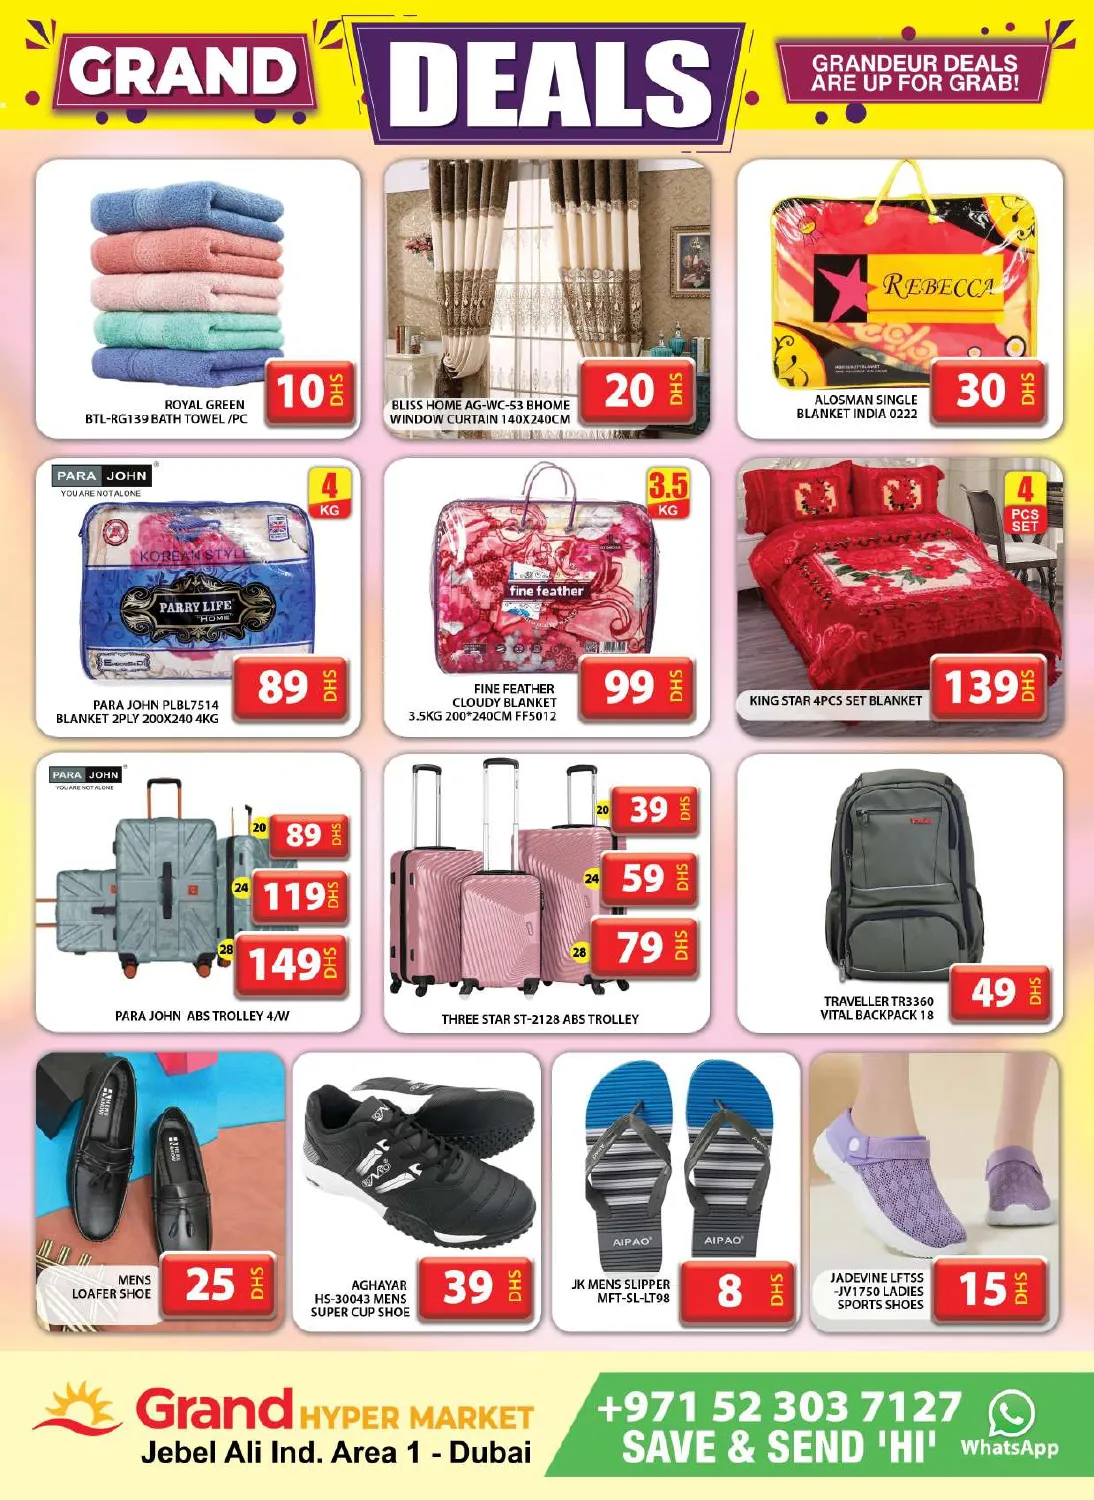 GRAND
DEALS
GRANDEUR DEALS
ARE UP FOR GRAB!
ROYAL GREEN
BTL-RG139 BATH TOWEL /PC
10 DHS
BLISS HOME AG-WC-53 BHOME
WINDOW CURTAIN 140X240CM
20 DHS
REBECCA
ALOSMAN SINGLE
BLANKET INDIA 0222
30 DHS
PARA JOHN
YOU ARE NOT ALONE
4
KG
KOREAN STYLE
PARRY LIFE
HOME
PARA JOHN PLBL7514
BLANKET 2PLY 200X240 4KG
89 DHS
3.5
KG
fine feather
FINE FEATHER
CLOUDY BLANKET
3.5KG 200*240CM FF5012
99 DHS
4
PCS
SET
KING STAR 4PCS SET BLANKET
139 DHS
PARA JOHN
YOU ARE NOT ALONE
20 89 DHS
24 119 DHS
28 149 DHS
PARA JOHN ABS TROLLEY 4/W
20 39 DHS
24 59 DHS
28 79 DHS
THREE STAR ST-2128 ABS TROLLEY
TRAVELLER TR3360
VITAL BACKPACK 18
49 DHS
MENS
LOAFER SHOE
25 DHS
AGHAYAR
HS-30043 MENS
SUPER CUP SHOE
39 DHS
AIPAO
AIPAO
JK MENS SLIPPER
MFT-SL-LT98
8 DHS
JADEVINE LFTSS
-JV1750 LADIES
SPORTS SHOES
15 DHS
Grand HYPER MARKET
Jebel Ali Ind. Area 1 - Dubai
+971 52 303 7127
SAVE & SEND 'HI'
WhatsApp